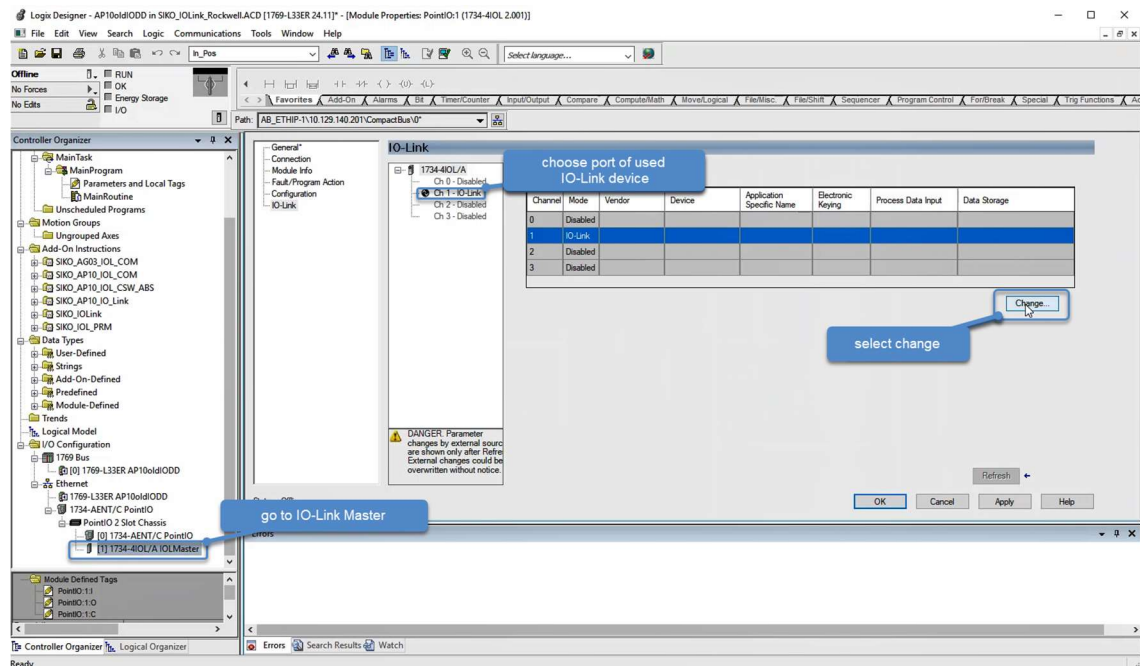 Logix Designer - AP10oldIODD in SIKO_IOLink_Rockwell.ACD [1769-L33ER 24.11]* - [Module Properties: PointIO:1 (1734-4IOL 2.001)]
File Edit View Search Logic Communications Tools Window Help
In_Pos
Select language...
Offline
RUN
No Forces
OK
Energy Storage
No Edits
I/O
Favorites Add-On Alarms Bit Timer/Counter Input/Output Compare Compute/Math Move/Logical File/Misc. File/Shift Sequencer Program Control For/Break Special Trig Functions
Path: AB_ETHIP-1\10.129.140.201\CompactBus\0*
Controller Organizer
MainTask
MainProgram
Parameters and Local Tags
MainRoutine
Unscheduled Programs
Motion Groups
Ungrouped Axes
Add-On Instructions
SIKO_AG03_IOL_COM
SIKO_AP10_IOL_COM
SIKO_AP10_IOL_CSW_ABS
SIKO_AP10_IO_Link
SIKO_IOLink
SIKO_IOL_PRM
Data Types
User-Defined
Strings
Add-On-Defined
Predefined
Module-Defined
Trends
Logical Model
I/O Configuration
1769 Bus
[0] 1769-L33ER AP10oldIODD
Ethernet
1769-L33ER AP10oldIODD
1734-AENT/C PointIO
PointIO 2 Slot Chassis
[0] 1734-AENT/C PointIO
[1] 1734-4IOL/A IOLMaster
Module Defined Tags
PointIO:1:I
PointIO:1:O
PointIO:1:C
Controller Organizer Logical Organizer
Ready
General*
Connection
Module Info
Fault/Program Action
Configuration
IO-Link
IO-Link
1734-4IOL/A
Ch 0 - Disabled
Ch 1 - IO-Link
Ch 2 - Disabled
Ch 3 - Disabled
choose port of used
IO-Link device
Channel Mode Vendor Device Application Specific Name Electronic Keying Process Data Input Data Storage
0 Disabled
1 IO-Link
2 Disabled
3 Disabled
Change...
select change
DANGER. Parameter
changes by external sourc
are shown only after Refre
External changes could be
overwritten without notice.
Refresh
go to IO-Link Master
OK Cancel Apply Help
Errors
Errors Search Results Watch